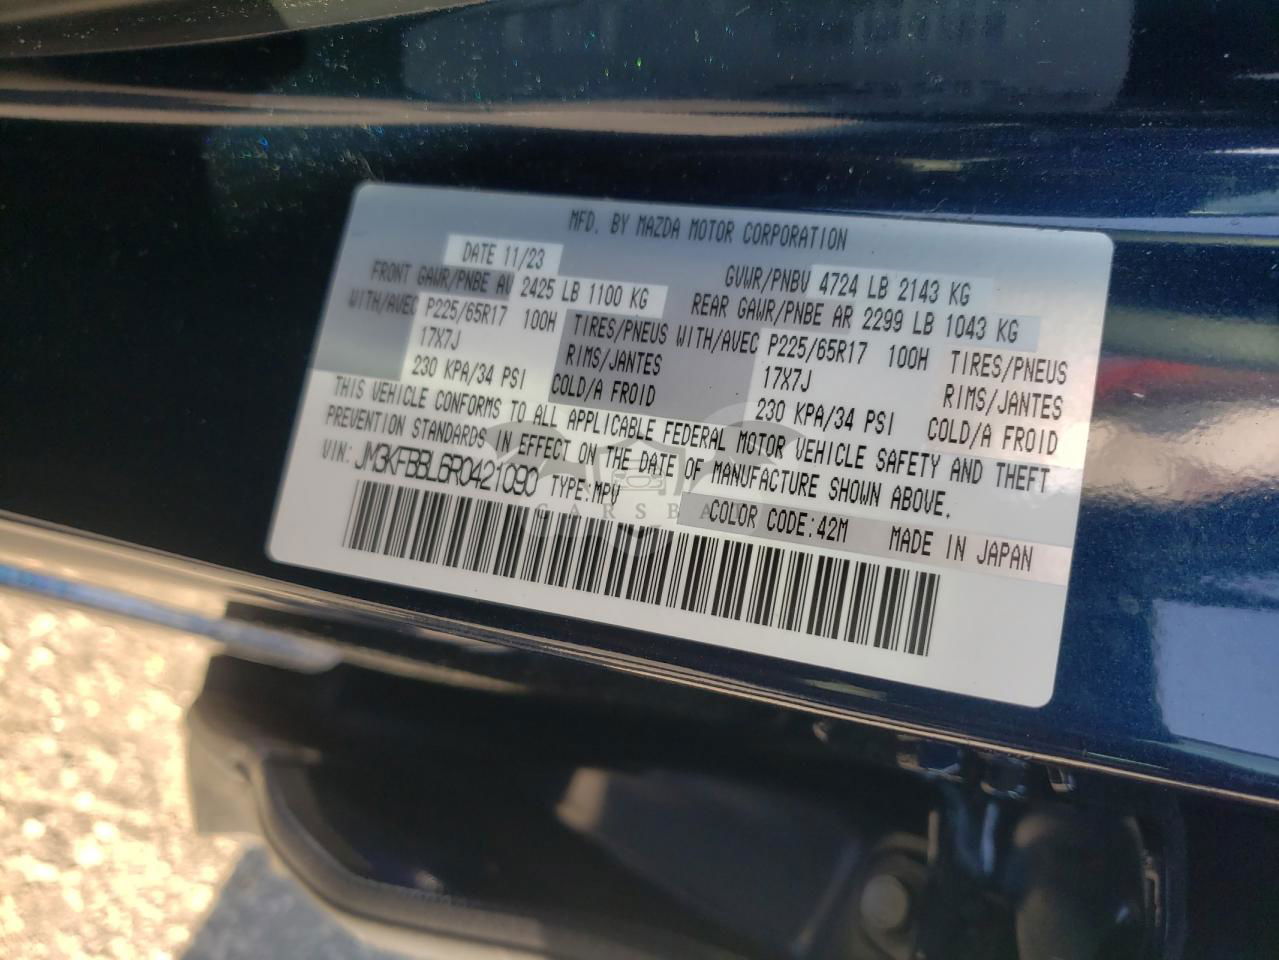 MFD. BY MAZDA MOTOR CORPORATION
DATE 11/23 GVWR/PNBV 4724 LB 2143 KG
FRONT GAWR/PNBE AV 2425 LB 1100 KG REAR GAWR/PNBE AR 2299 LB 1043 KG
WITH/AVEC P225/65R17 100H TIRES/PNEUS WITH/AVEC P225/65R17 100H TIRES/PNEUS
17X7J RIMS/JANTES 17X7J RIMS/JANTES
230 KPA/34 PSI COLD/A FROID 230 KPA/34 PSI COLD/A FROID
THIS VEHICLE CONFORMS TO ALL APPLICABLE FEDERAL MOTOR VEHICLE SAFETY AND THEFT
PREVENTION STANDARDS IN EFFECT ON THE DATE OF MANUFACTURE SHOWN ABOVE.
VIN: JM3KFBBL6R0421090 TYPE:MPV
COLOR CODE:42M MADE IN JAPAN